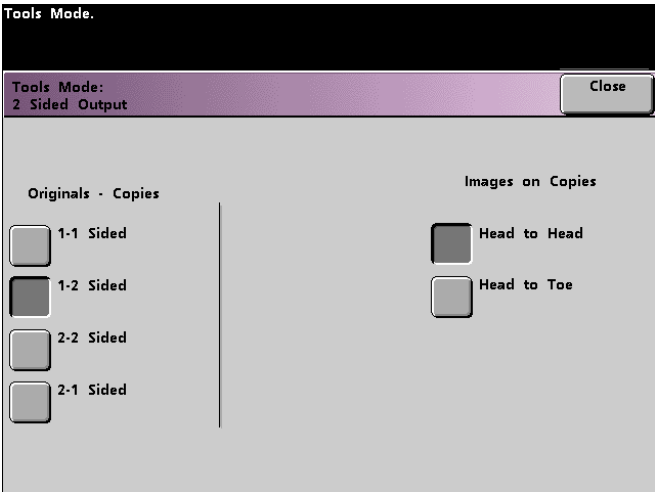 Tools Mode.
Tools Mode:
2 Sided Output
Close
Originals - Copies
1-1 Sided
1-2 Sided
2-2 Sided
2-1 Sided
Images on Copies
Head to Head
Head to Toe